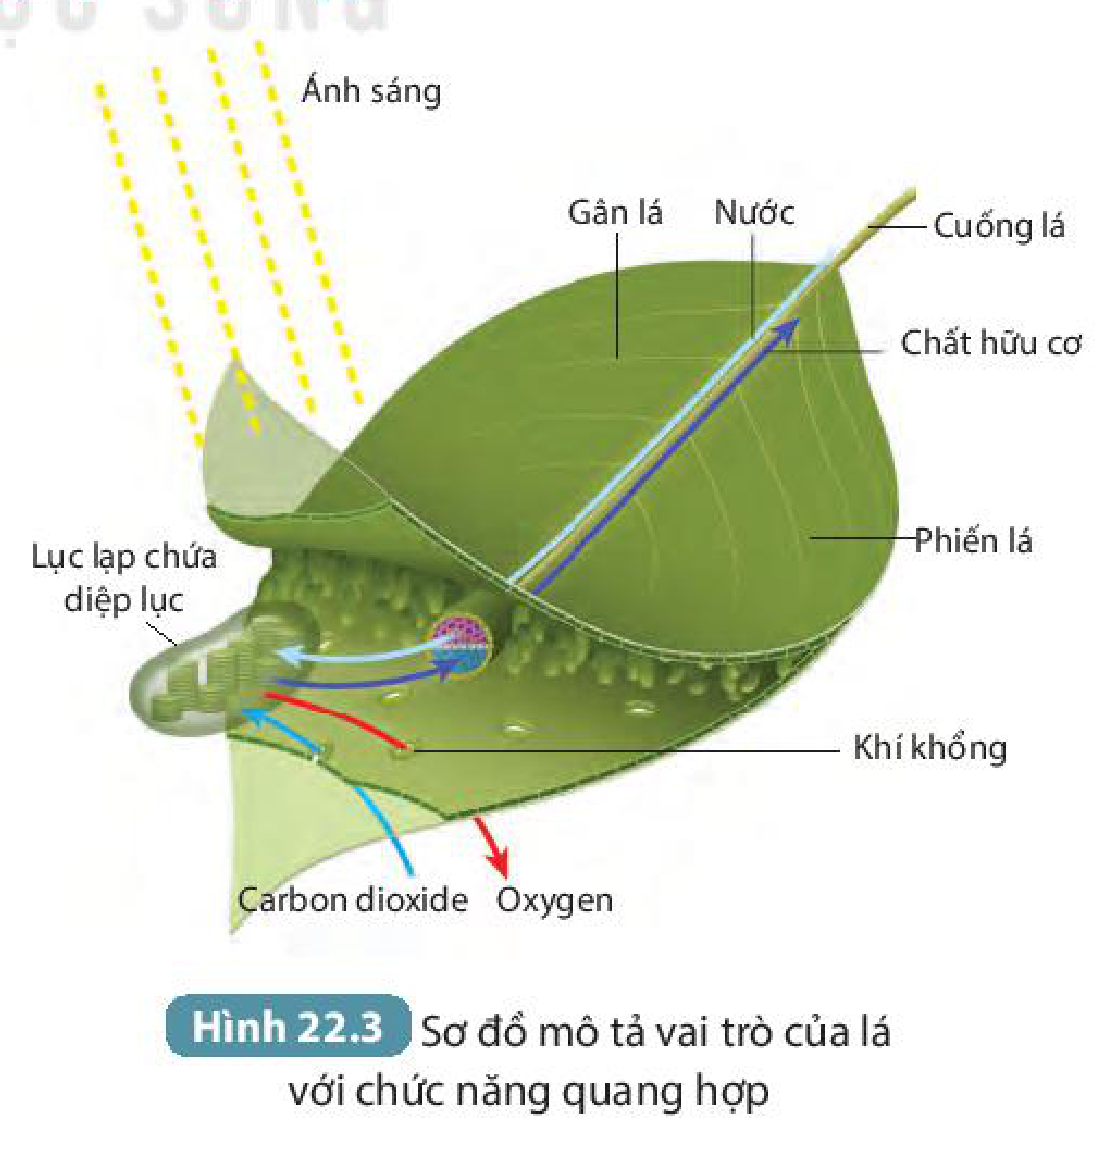 Ánh sáng
Gân lá
Nước
Cuống lá
Chất hữu cơ
Lục lạp chứa
diệp lục
Phiến lá
Khí khổng
Carbon dioxide
Oxygen
Hình 22.3 Sơ đồ mô tả vai trò của lá
với chức năng quang hợp